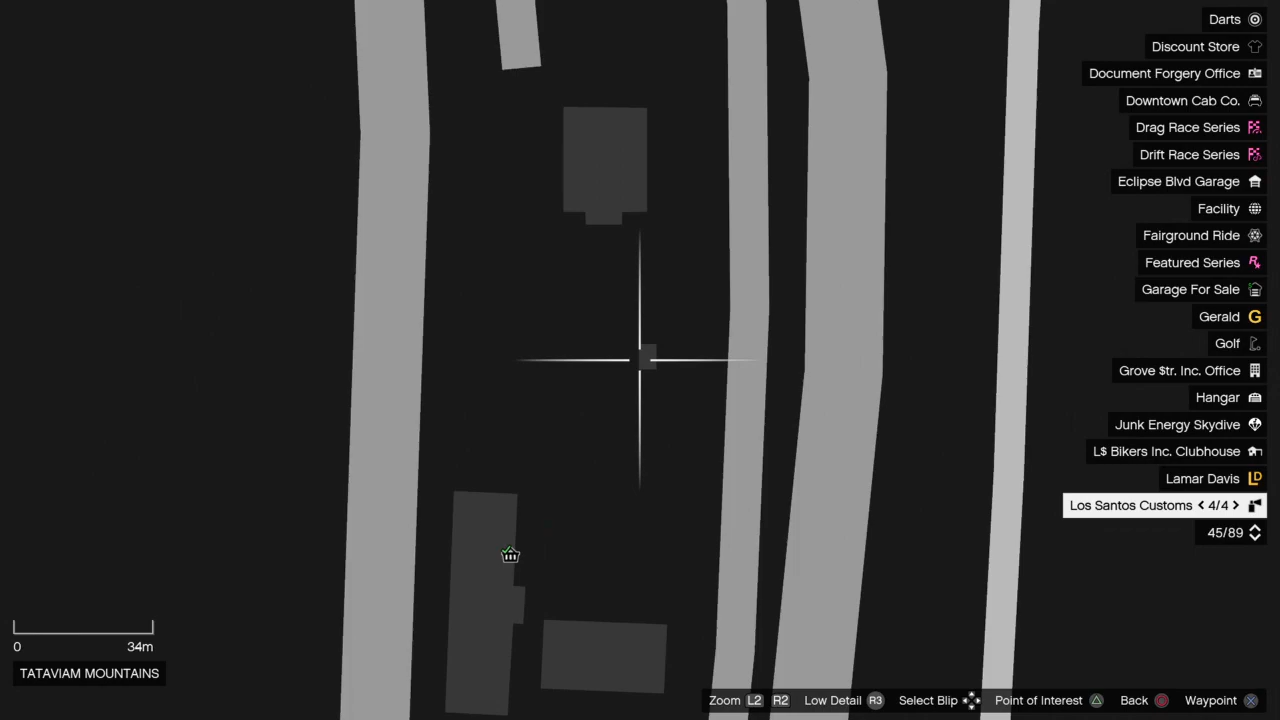 Darts
Discount Store
Document Forgery Office
Downtown Cab Co.
Drag Race Series
Drift Race Series
Eclipse Blvd Garage
Facility
Fairground Ride
Featured Series
Garage For Sale
Gerald G
Golf
Grove $tr. Inc. Office
Hangar
Junk Energy Skydive
L$ Bikers Inc. Clubhouse
Lamar Davis LD
Los Santos Customs < 4/4 >
45/89
0 34m
TATAVIAM MOUNTAINS
Zoom L2 R2 Low Detail R3 Select Blip Point of Interest Back Waypoint